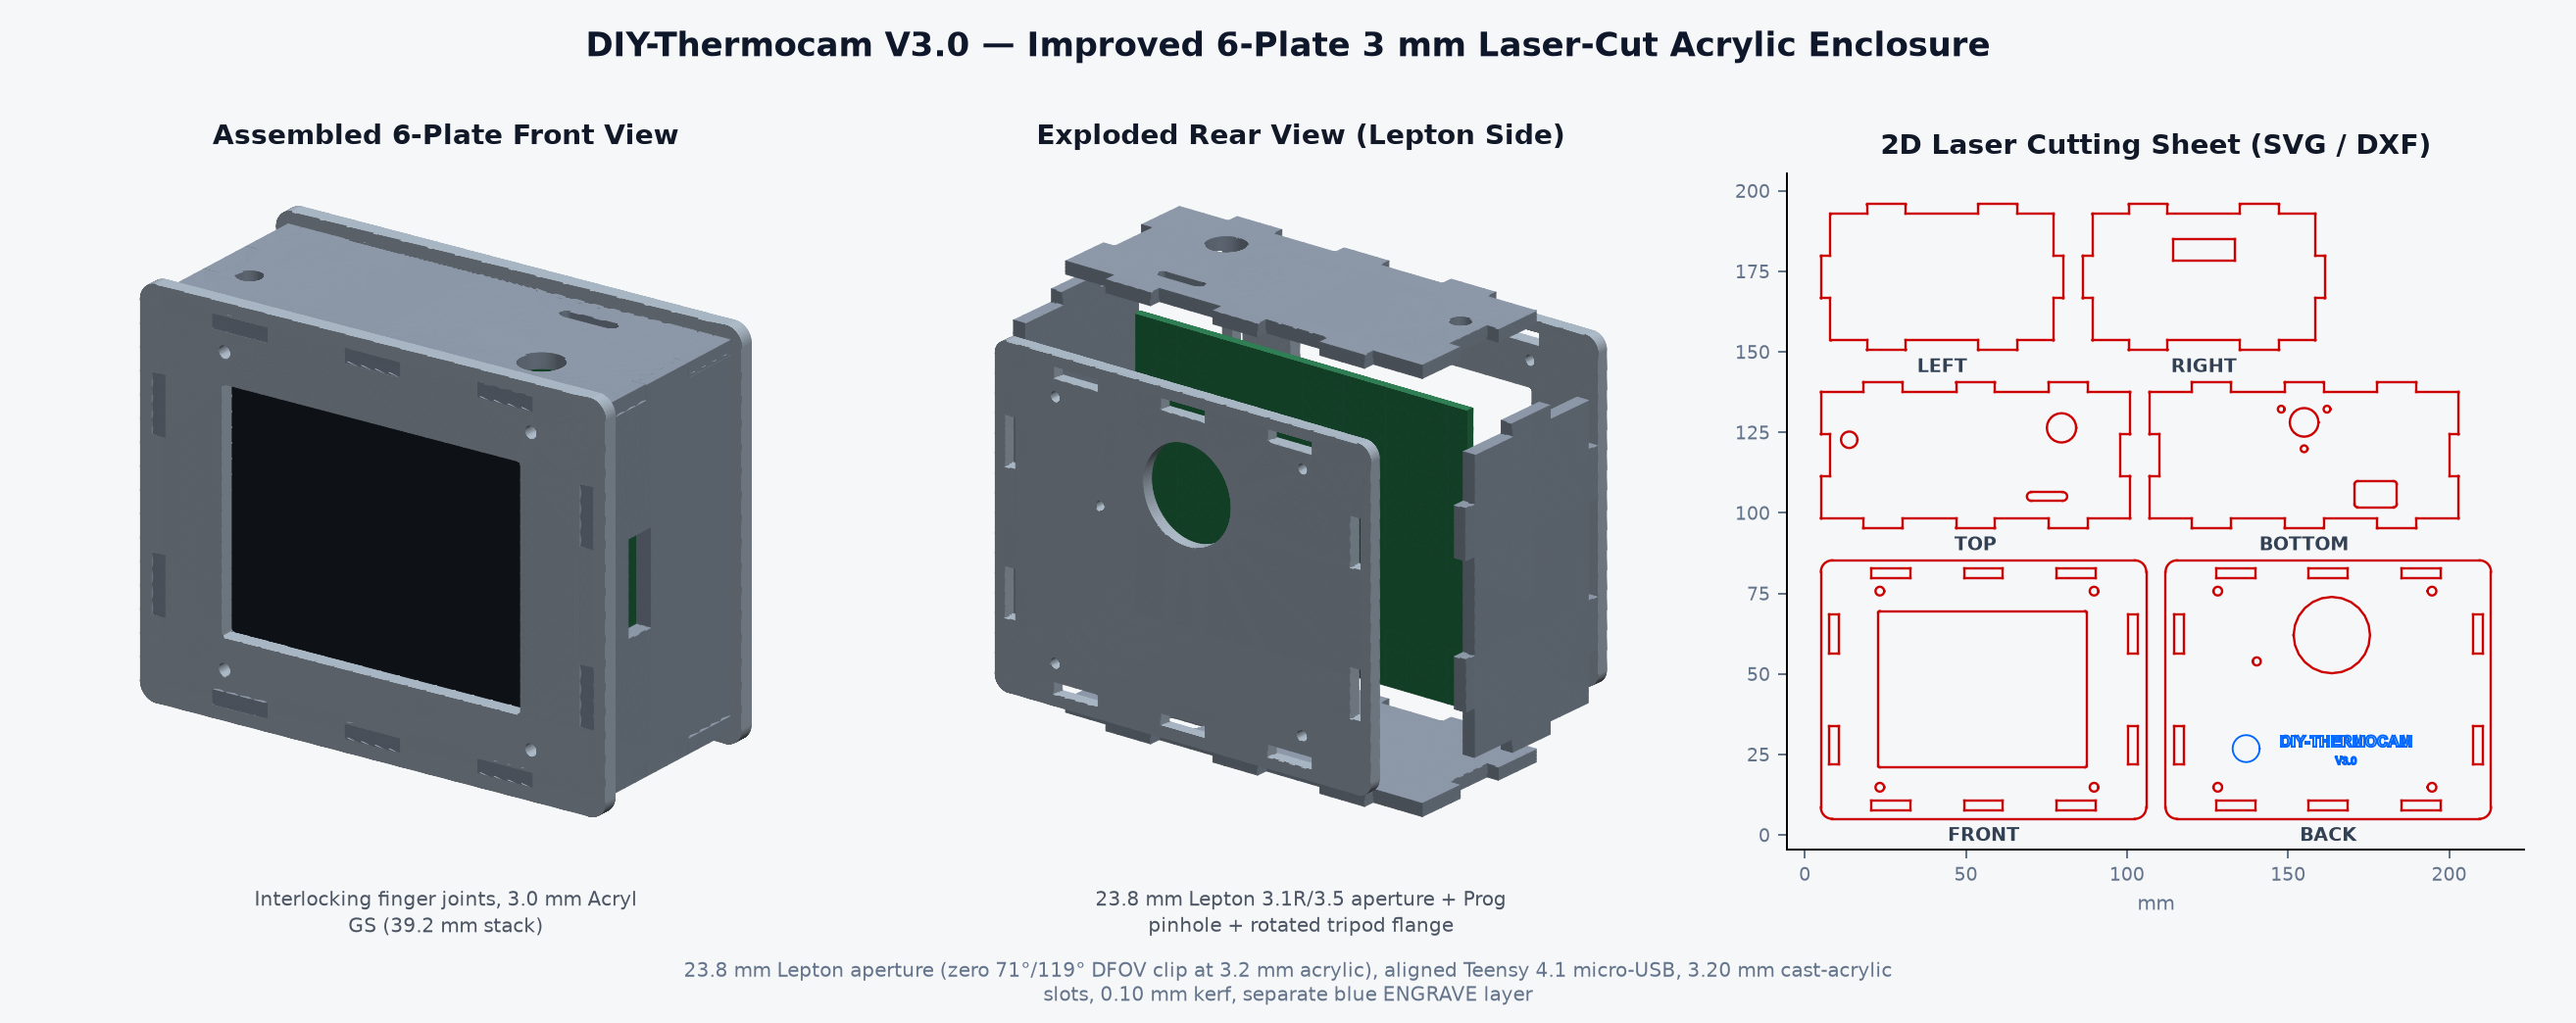 DIY-Thermocam V3.0 — Improved 6-Plate 3 mm Laser-Cut Acrylic Enclosure
Assembled 6-Plate Front View
Interlocking finger joints, 3.0 mm Acryl
GS (39.2 mm stack)
Exploded Rear View (Lepton Side)
23.8 mm Lepton 3.1R/3.5 aperture + Prog
pinhole + rotated tripod flange
2D Laser Cutting Sheet (SVG / DXF)
200
175
150
125
100
75
50
25
0
LEFT
RIGHT
TOP
BOTTOM
DIY-THERMOCAM
V3.0
FRONT
BACK
0
50
100
150
200
mm
23.8 mm Lepton aperture (zero 71°/119° DFOV clip at 3.2 mm acrylic), aligned Teensy 4.1 micro-USB, 3.20 mm cast-acrylic
slots, 0.10 mm kerf, separate blue ENGRAVE layer